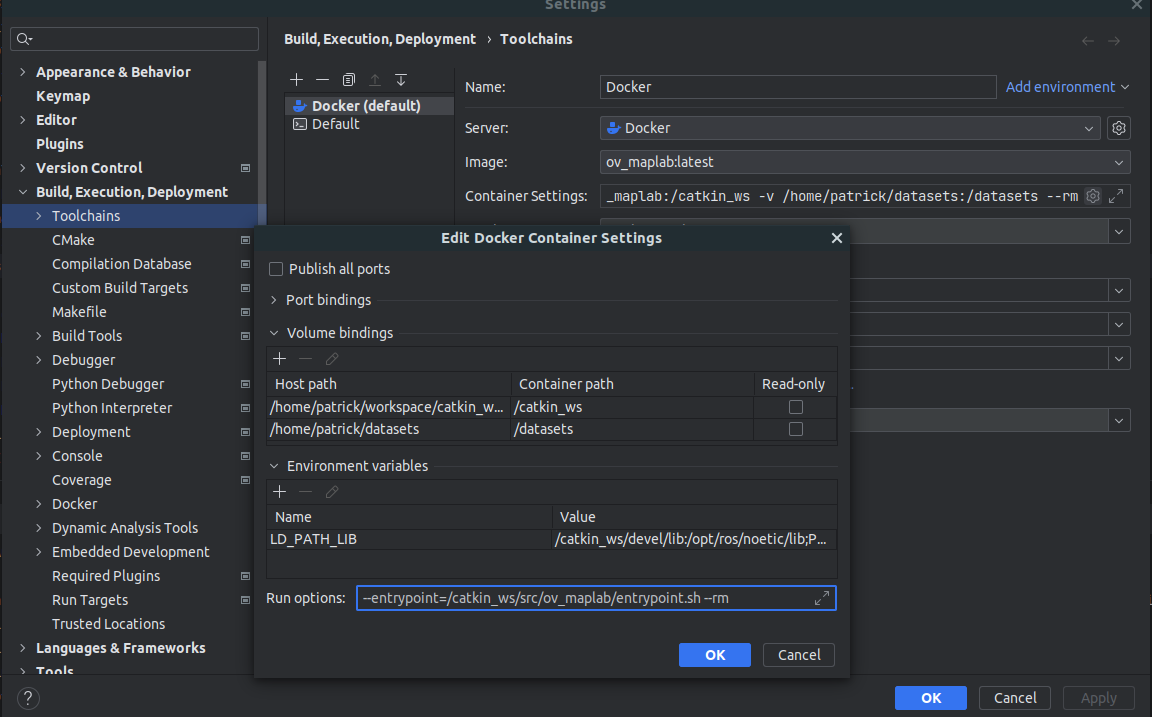 Settings
Build, Execution, Deployment › Toolchains
Appearance & Behavior
Keymap
Editor
Plugins
Version Control
Build, Execution, Deployment
Toolchains
CMake
Compilation Database
Custom Build Targets
Makefile
Build Tools
Debugger
Python Debugger
Python Interpreter
Deployment
Console
Coverage
Docker
Dynamic Analysis Tools
Embedded Development
Required Plugins
Run Targets
Trusted Locations
Languages & Frameworks
Tools
Docker (default)
Default
Name: Docker Add environment
Server: Docker
Image: ov_maplab:latest
Container Settings: _maplab:/catkin_ws -v /home/patrick/datasets:/datasets --rm
Edit Docker Container Settings
Publish all ports
Port bindings
Volume bindings
Host path Container path Read-only
/home/patrick/workspace/catkin_w... /catkin_ws
/home/patrick/datasets /datasets
Environment variables
Name Value
LD_PATH_LIB /catkin_ws/devel/lib:/opt/ros/noetic/lib;P...
Run options: --entrypoint=/catkin_ws/src/ov_maplab/entrypoint.sh --rm
OK Cancel
? OK Cancel Apply